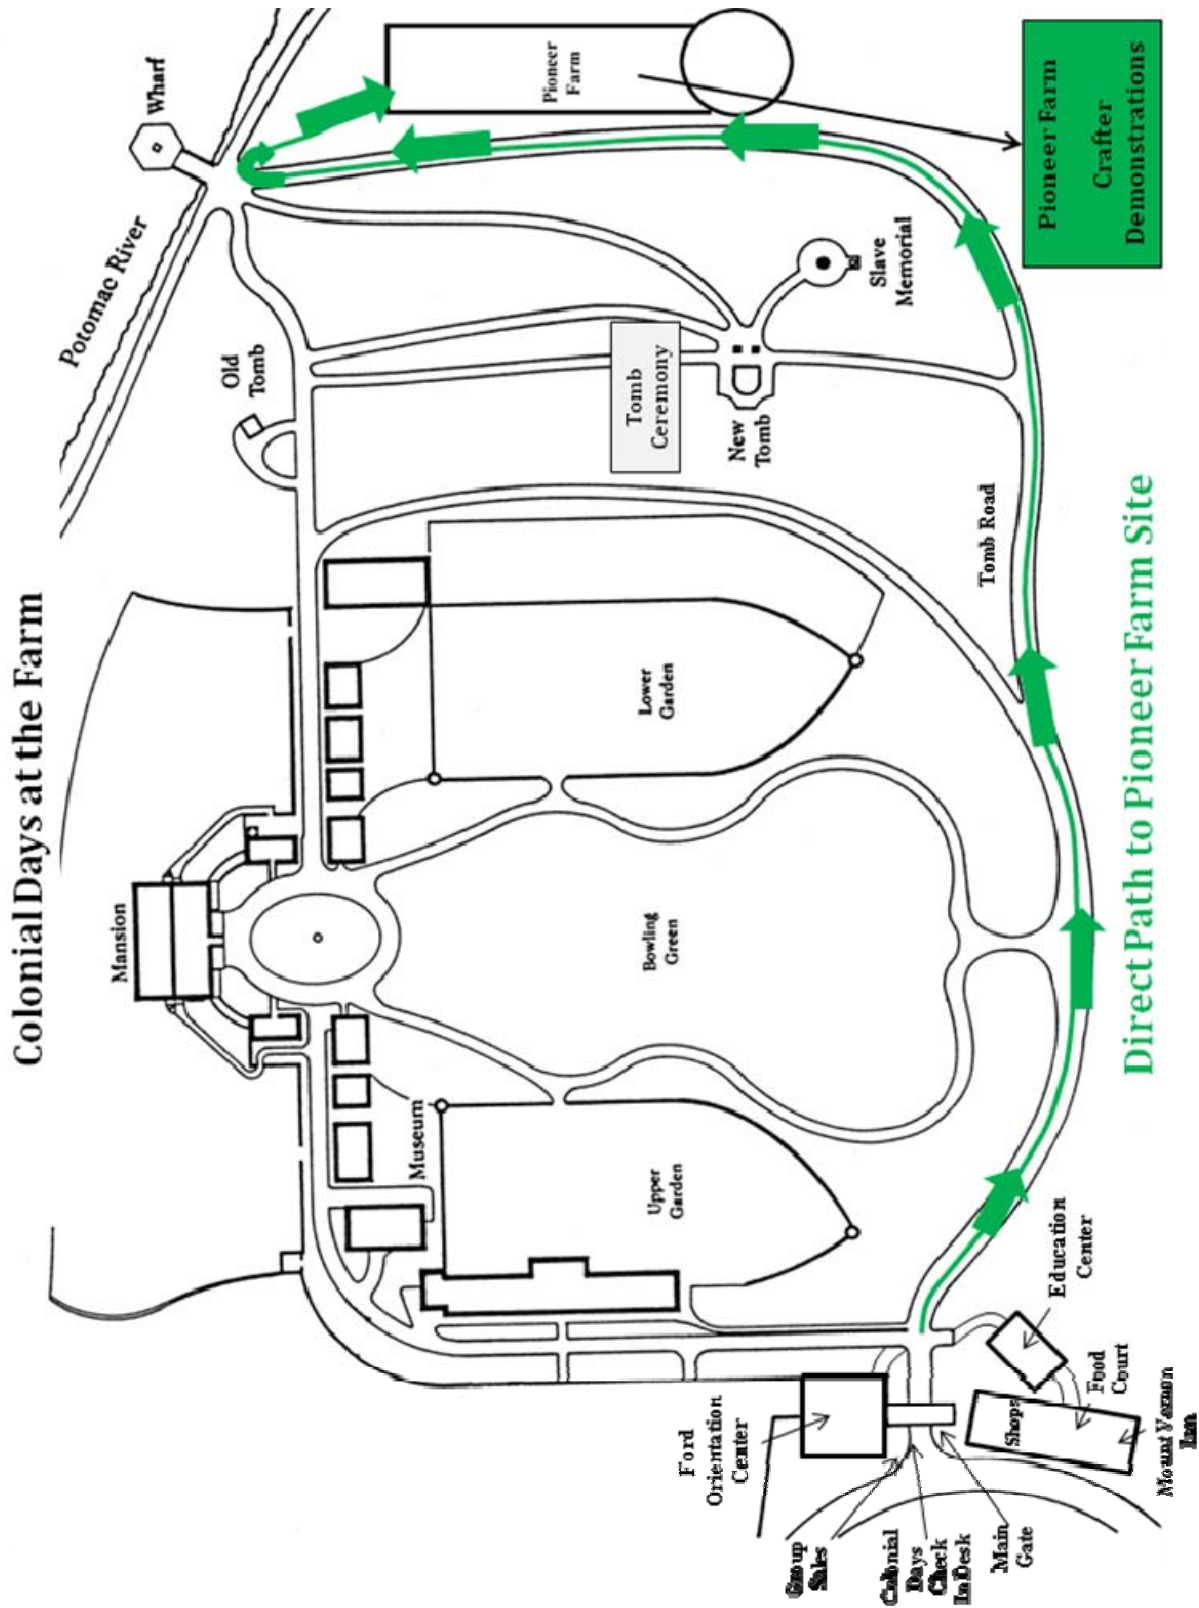 Colonial Days at the Farm
Potomac River
Wharf
Pioneer
Farm
Pioneer Farm
Crafter
Demonstrations
Mansion
Old
Tomb
Tomb
Ceremony
New
Tomb
Slave
Memorial
Tomb Road
Lower
Garden
Bowling
Green
Museum
Upper
Garden
Direct Path to Pioneer Farm Site
Education
Center
Food
Court
Shops
Mount Vernon
Inn
Ford
Orientation
Center
Group
Sales
Colonial
Days
Check
In Desk
Main
Gate